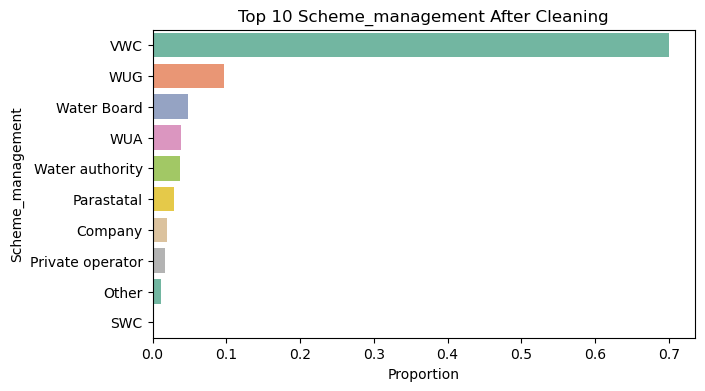 Top 10 Scheme_management After Cleaning
Scheme_management
VWC
WUG
Water Board
WUA
Water authority
Parastatal
Company
Private operator
Other
SWC
0.0 0.1 0.2 0.3 0.4 0.5 0.6 0.7
Proportion